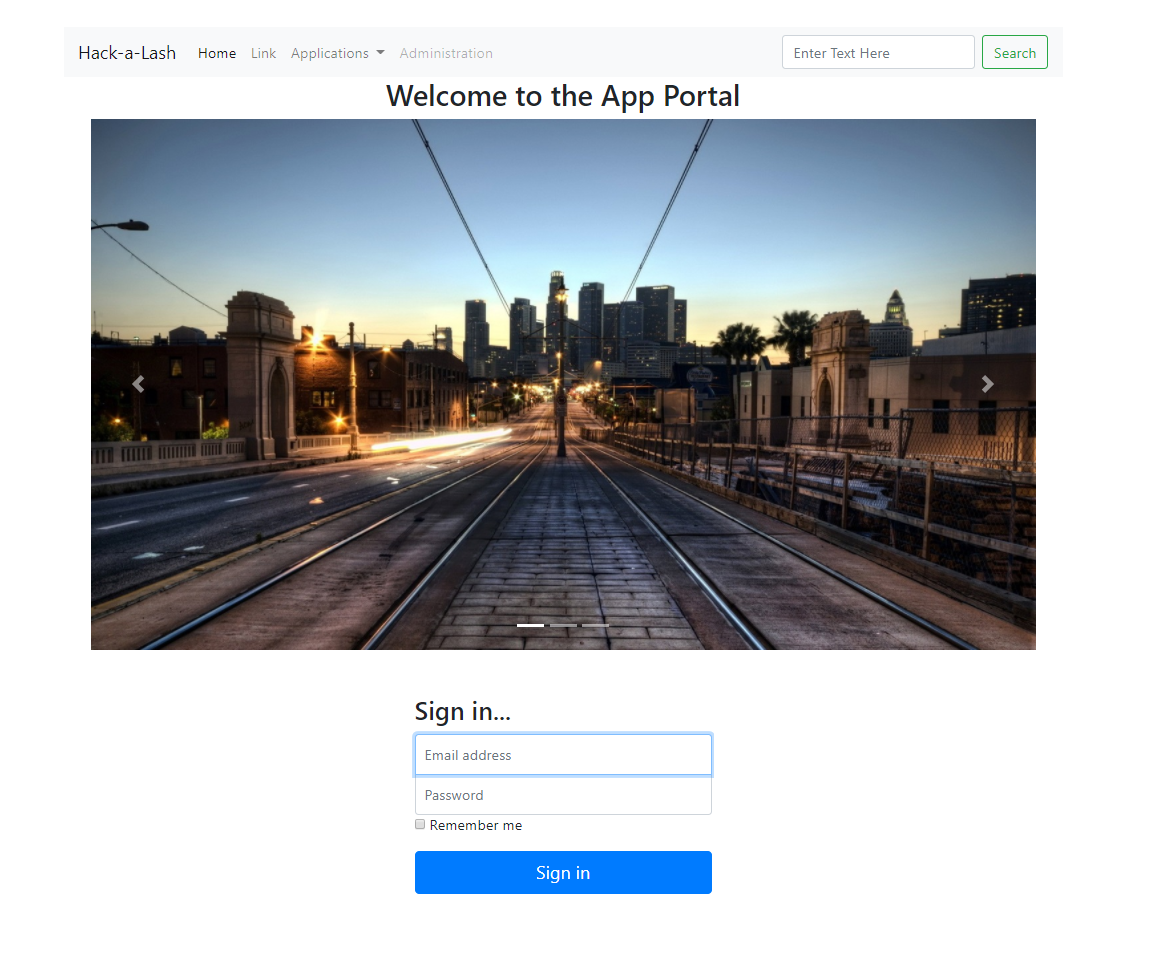 Hack-a-Lash Home Link Applications Administration Enter Text Here Search
Welcome to the App Portal
Sign in...
Email address
Password
Remember me
Sign in